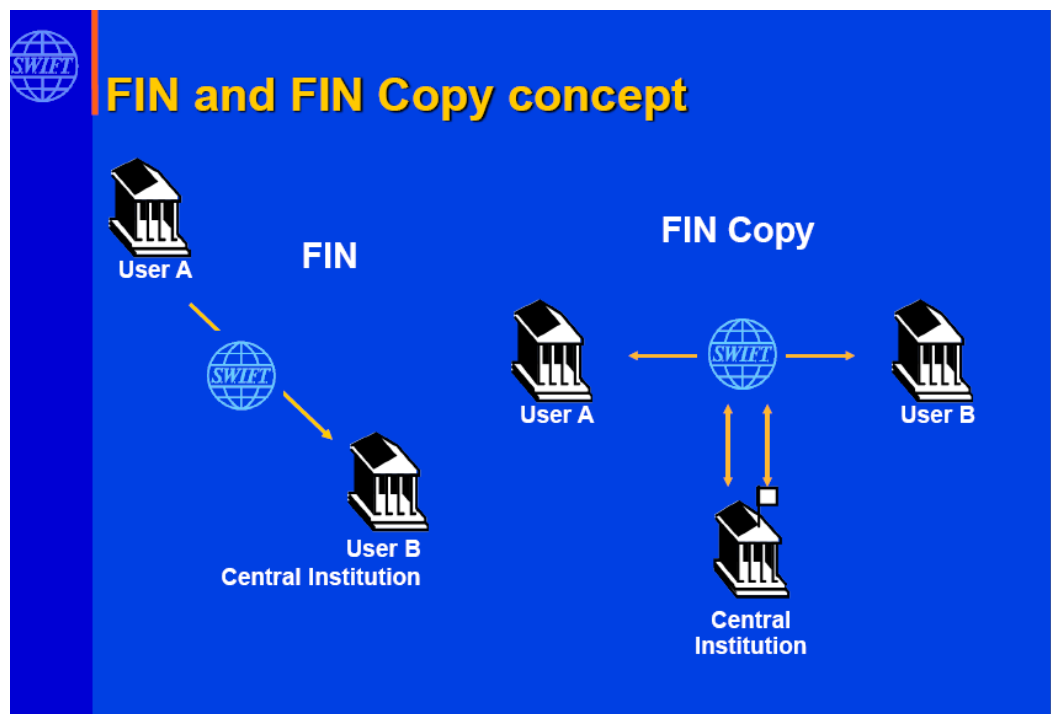 SWIFT
FIN and FIN Copy concept
User A
FIN
SWIFT
User B
Central Institution
FIN Copy
User A
SWIFT
User B
Central
Institution